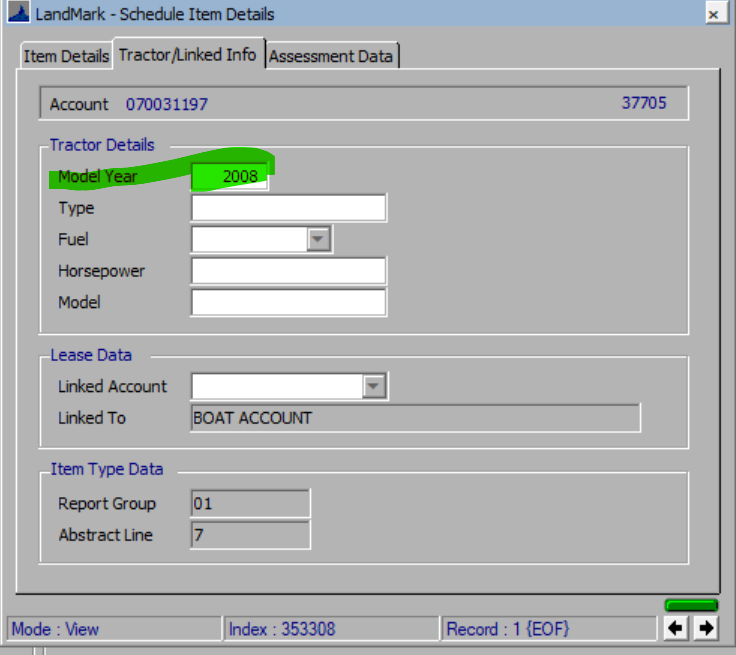 LandMark - Schedule Item Details
Item Details Tractor/Linked Info Assessment Data
Account 070031197 37705
Tractor Details
Model Year 2008
Type
Fuel
Horsepower
Model
Lease Data
Linked Account
Linked To BOAT ACCOUNT
Item Type Data
Report Group 01
Abstract Line 7
Mode : View Index : 353308 Record : 1 {EOF}